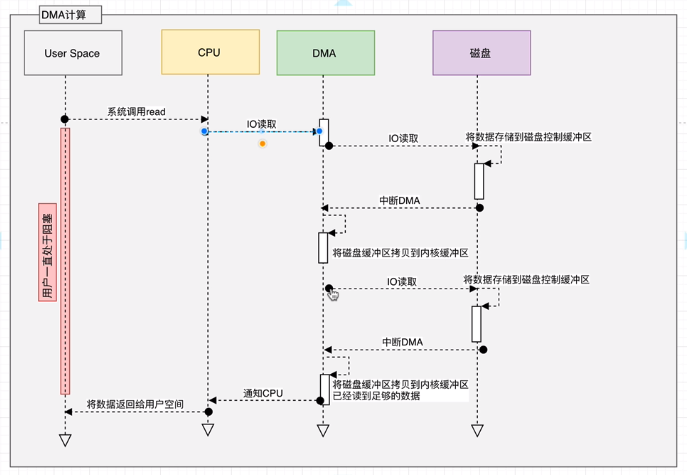 DMA计算
User Space
CPU
DMA
磁盘
系统调用read
IO读取
IO读取
将数据存储到磁盘控制缓冲区
中断DMA
用户一直处于阻塞
将磁盘缓冲区拷贝到内核缓冲区
IO读取
将数据存储到磁盘控制缓冲区
中断DMA
将磁盘缓冲区拷贝到内核缓冲区
已经读到足够的数据
通知CPU
将数据返回给用户空间